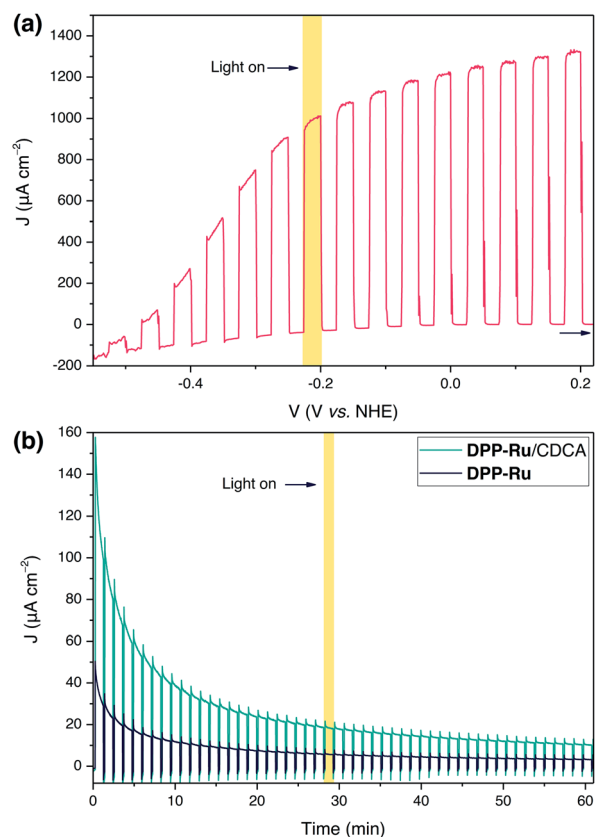 (a)
1400
1200
1000
800
600
400
200
0
-200
J (μA cm⁻²)
Light on
-0.4
-0.2
0.0
0.2
V (V vs. NHE)
(b)
160
140
120
100
80
60
40
20
0
J (μA cm⁻²)
DPP-Ru/CDCA
DPP-Ru
Light on
0
10
20
30
40
50
60
Time (min)